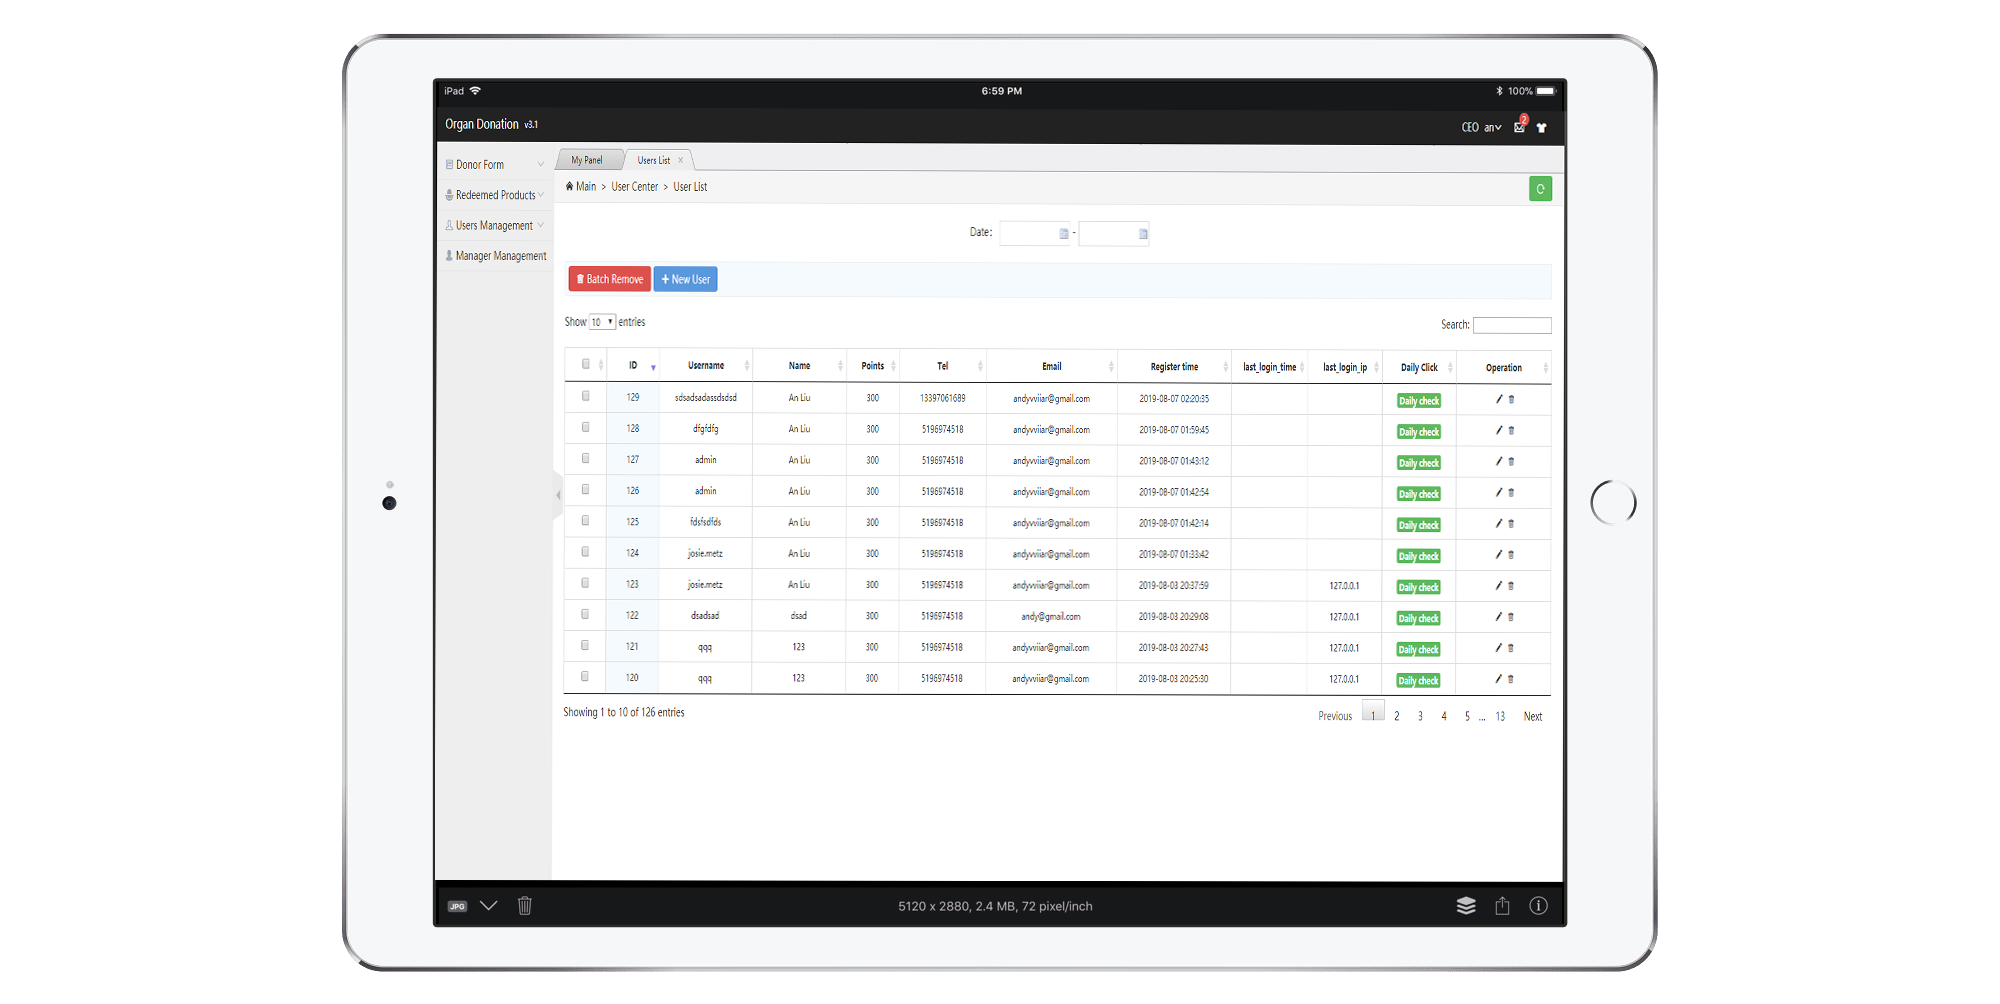 iPad 6:59 PM 100%
Organ Donation v3.1 CEO an 2
Donor Form
Redeemed Products
Users Management
Manager Management
My Panel Users List x
Main > User Center > User List
Date: -
Batch Remove + New User
Show 10 entries Search:
ID Username Name Points Tel Email Register time last_login_time last_login_ip Daily Click Operation
129 sdsadsadassdsdsd An Liu 300 13397061689 andyvviiar@gmail.com 2019-08-07 02:20:35 Daily check
128 dfgfdfg An Liu 300 5196974518 andyvviiar@gmail.com 2019-08-07 01:59:45 Daily check
127 admin An Liu 300 5196974518 andyvviiar@gmail.com 2019-08-07 01:43:12 Daily check
126 admin An Liu 300 5196974518 andyvviiar@gmail.com 2019-08-07 01:42:54 Daily check
125 fdsfsdfds An Liu 300 5196974518 andyvviiar@gmail.com 2019-08-07 01:42:14 Daily check
124 josie.metz An Liu 300 5196974518 andyvviiar@gmail.com 2019-08-07 01:33:42 Daily check
123 josie.metz An Liu 300 5196974518 andyvviiar@gmail.com 2019-08-03 20:37:59 127.0.0.1 Daily check
122 dsadsad dsad 300 5196974518 andy@gmail.com 2019-08-03 20:29:08 127.0.0.1 Daily check
121 qqq 123 300 5196974518 andyvviiar@gmail.com 2019-08-03 20:27:43 127.0.0.1 Daily check
120 qqq 123 300 5196974518 andyvviiar@gmail.com 2019-08-03 20:25:30 127.0.0.1 Daily check
Showing 1 to 10 of 126 entries Previous 1 2 3 4 5 ... 13 Next
JPG 5120 x 2880, 2.4 MB, 72 pixel/inch